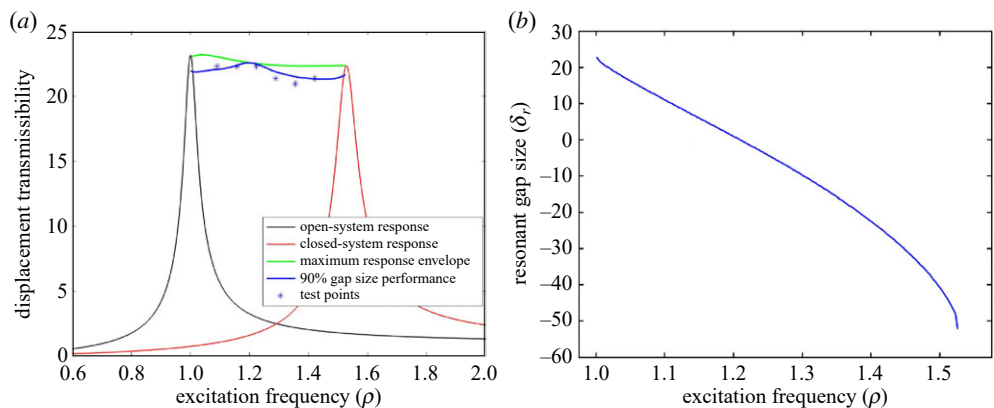 (a)
25
20
15
10
5
0
0.6 0.8 1.0 1.2 1.4 1.6 1.8 2.0
displacement transmissibility
excitation frequency (ρ)
open-system response
closed-system response
maximum response envelope
90% gap size performance
test points
(b)
30
20
10
0
–10
–20
–30
–40
–50
–60
1.0 1.1 1.2 1.3 1.4 1.5
resonant gap size (δr)
excitation frequency (ρ)